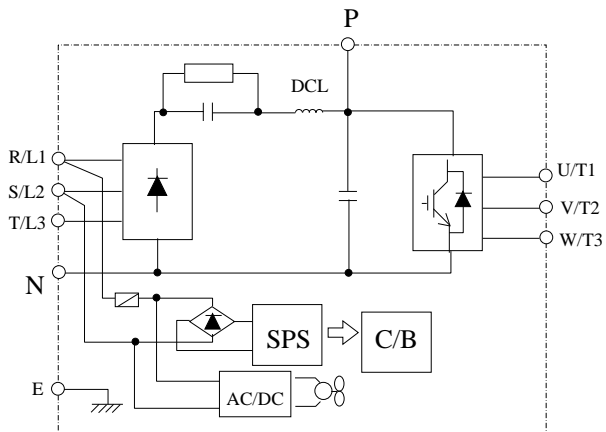 P
DCL
R/L1
S/L2
T/L3
U/T1
V/T2
W/T3
N
SPS
C/B
E
AC/DC